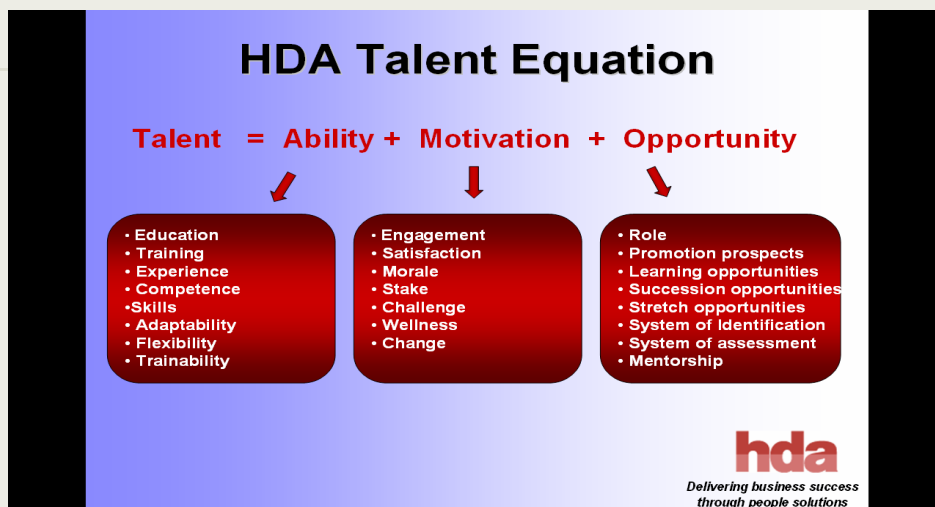 HDA Talent Equation
Talent = Ability + Motivation + Opportunity
• Education
• Training
• Experience
• Competence
•Skills
• Adaptability
• Flexibility
• Trainability
• Engagement
• Satisfaction
• Morale
• Stake
• Challenge
• Wellness
• Change
• Role
• Promotion prospects
• Learning opportunities
• Succession opportunities
• Stretch opportunities
• System of Identification
• System of assessment
• Mentorship
hda
Delivering business success
through people solutions